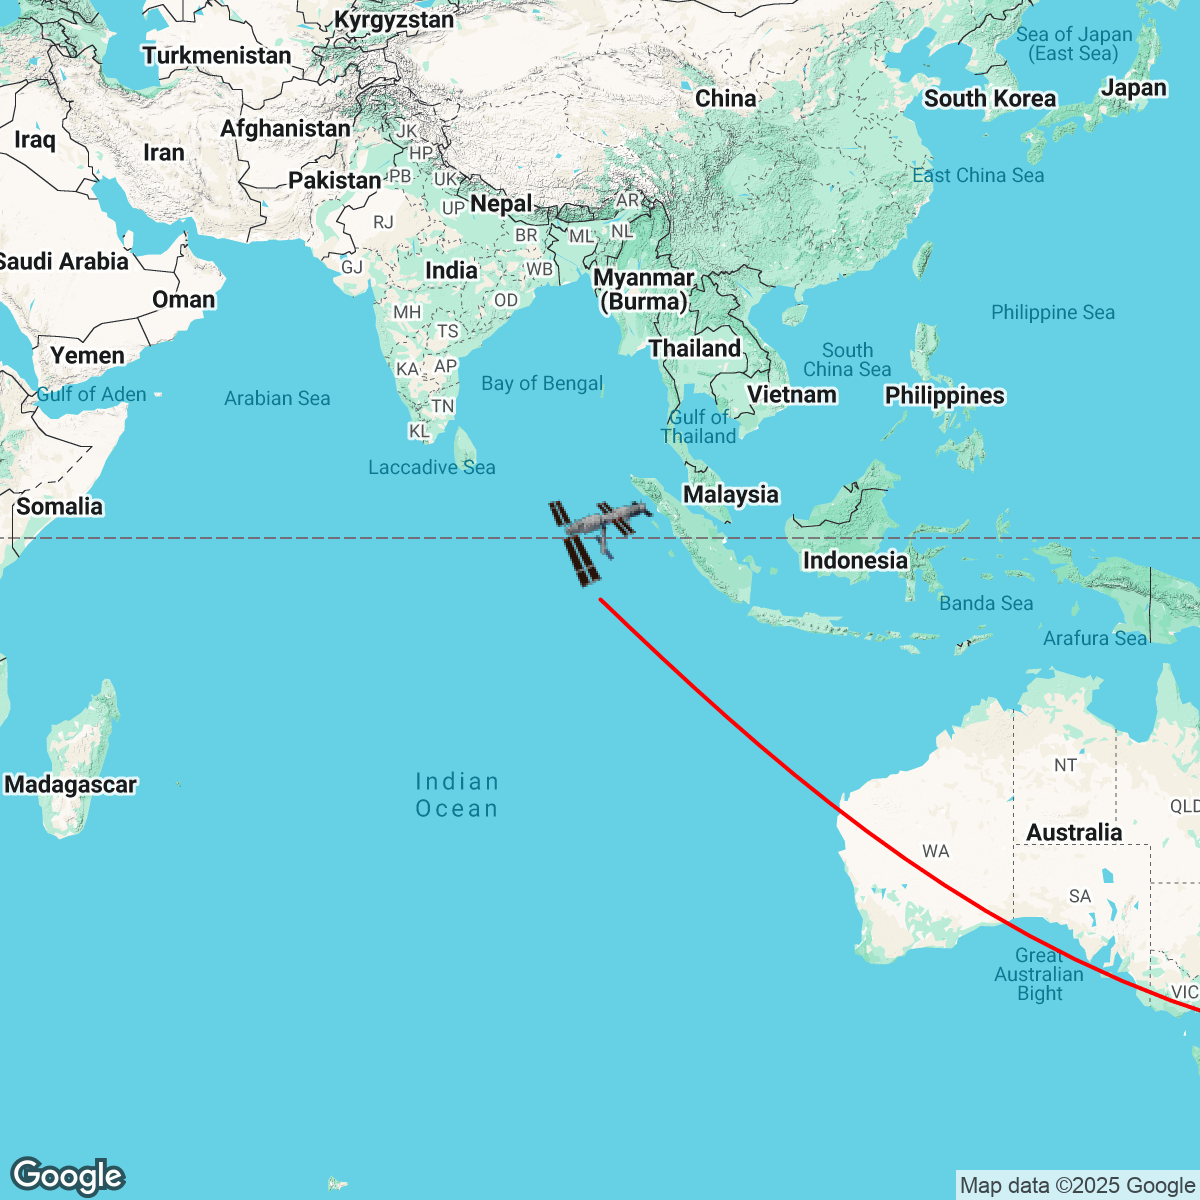 Kyrgyzstan
Sea of Japan
(East Sea)
Turkmenistan
China
South Korea
Japan
Afghanistan
JK
Iraq
Iran
HP
Pakistan
PB
UK
East China Sea
Nepal
UP
AR
RJ
BR
ML
NL
Saudi Arabia
GJ
India
WB
Myanmar
(Burma)
Oman
OD
MH
TS
Philippine Sea
Yemen
Thailand
South
China Sea
KA
AP
Bay of Bengal
Gulf of Aden
Arabian Sea
Vietnam
Philippines
TN
Gulf of
Thailand
KL
Laccadive Sea
Malaysia
Somalia
Indonesia
Banda Sea
Arafura Sea
NT
Madagascar
Indian
Ocean
QLD
Australia
WA
SA
Great
Australian
Bight
VIC
Google
Map data ©2025 Google